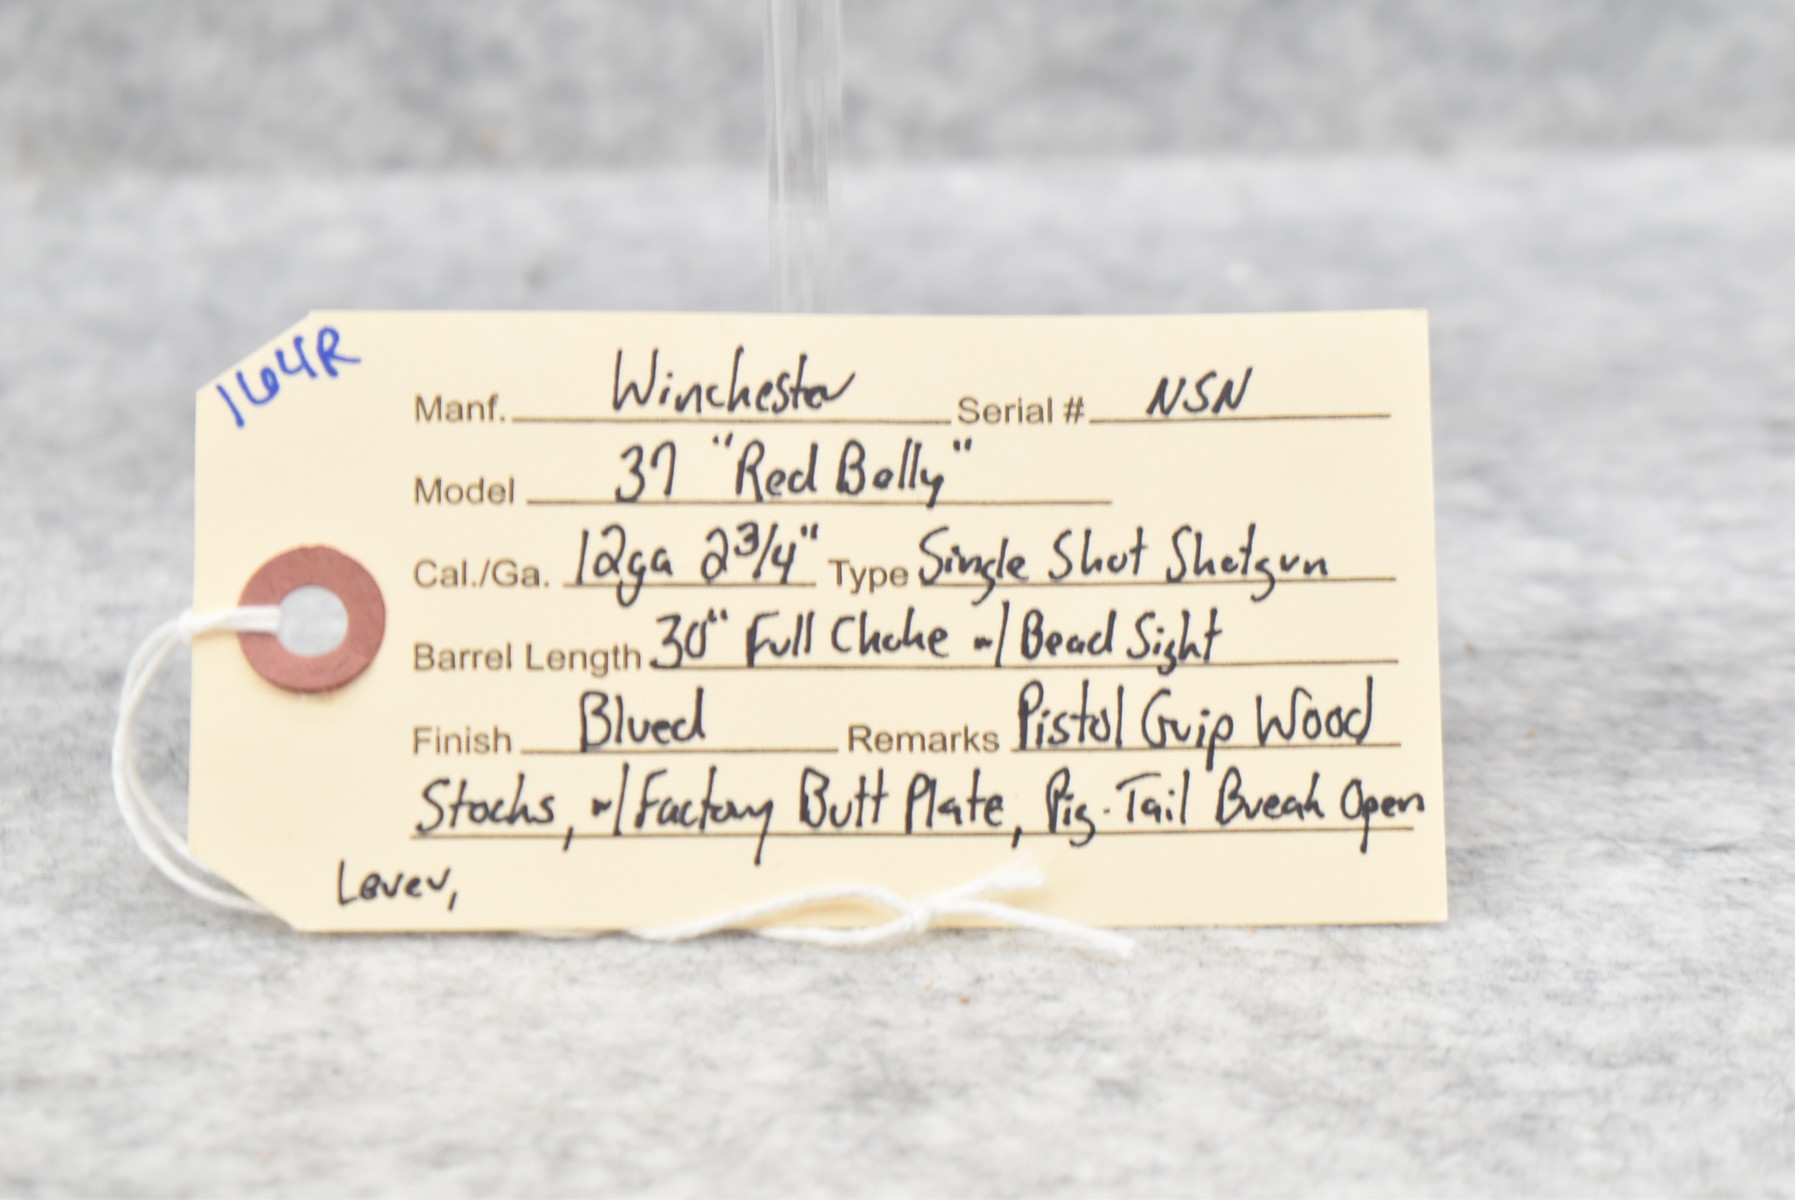 164R
Manf. Winchester Serial # NSN
Model 37 "Red Belly"
Cal./Ga. 12ga 2 3/4" Type Single Shot Shotgun
Barrel Length 30" Full Choke w/ Bead Sight
Finish Blued Remarks Pistol Grip Wood
Stocks, w/ Factory Butt Plate, Pig-Tail Break Open
Lever,